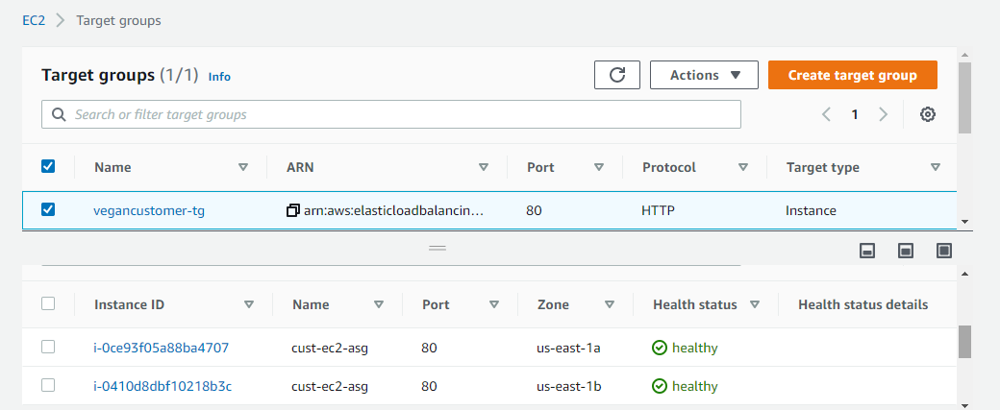 EC2 > Target groups
Target groups (1/1) Info Actions Create target group
Search or filter target groups 1
Name ARN Port Protocol Target type
vegancustomer-tg arn:aws:elasticloadbalancin... 80 HTTP Instance
Instance ID Name Port Zone Health status Health status details
i-0ce93f05a88ba4707 cust-ec2-asg 80 us-east-1a healthy
i-0410d8dbf10218b3c cust-ec2-asg 80 us-east-1b healthy